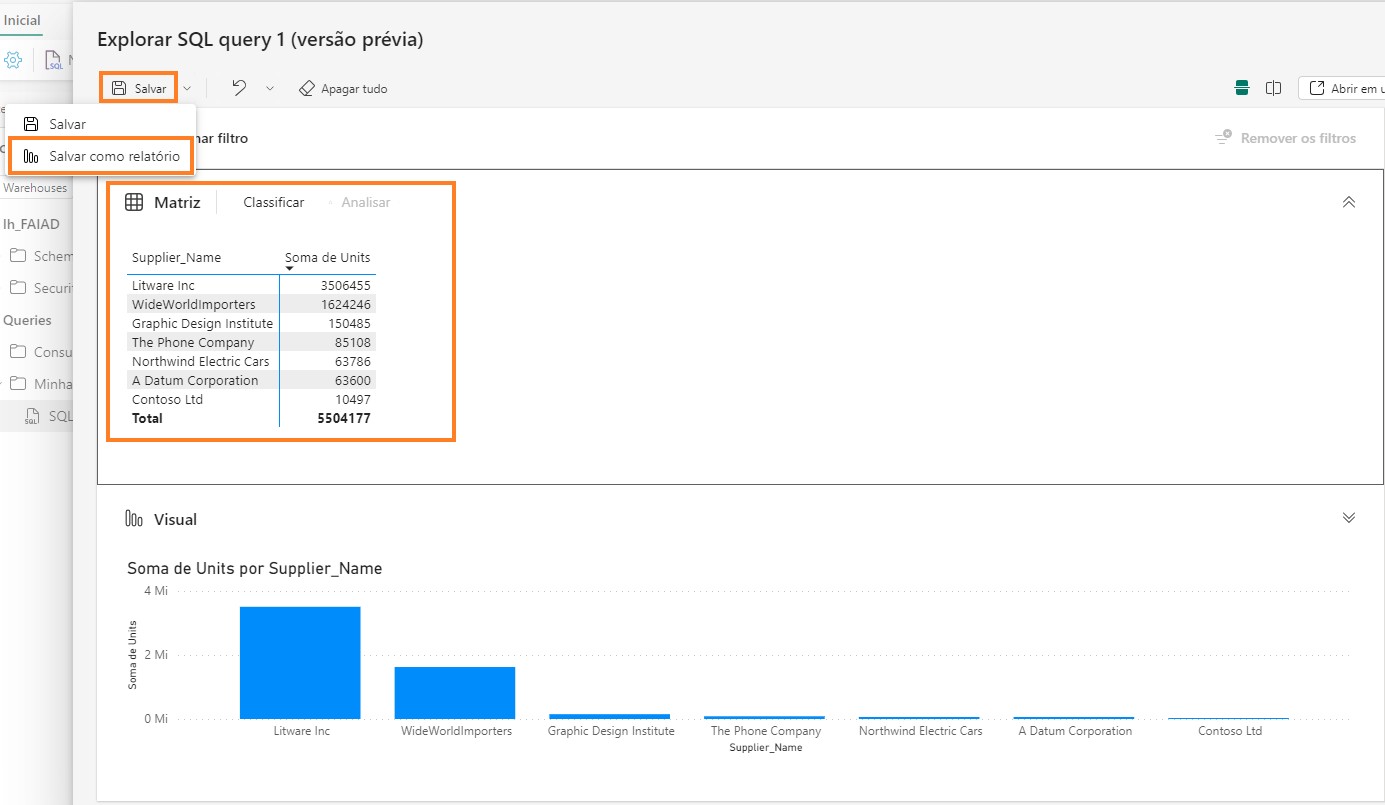 Inicial
Explorar SQL query 1 (versão prévia)
Salvar
Apagar tudo
Abrir em u
Salvar
nar filtro
Remover os filtros
Salvar como relatório
Warehouses
lh_FAIAD
Schem
Securit
Queries
Consu
Minha
SQL
Matriz
Classificar
Analisar
Supplier_Name Soma de Units
Litware Inc 3506455
WideWorldImporters 1624246
Graphic Design Institute 150485
The Phone Company 85108
Northwind Electric Cars 63786
A Datum Corporation 63600
Contoso Ltd 10497
Total 5504177
Visual
Soma de Units por Supplier_Name
4 Mi
2 Mi
0 Mi
Soma de Units
Litware Inc
WideWorldImporters
Graphic Design Institute
The Phone Company
Northwind Electric Cars
A Datum Corporation
Contoso Ltd
Supplier_Name